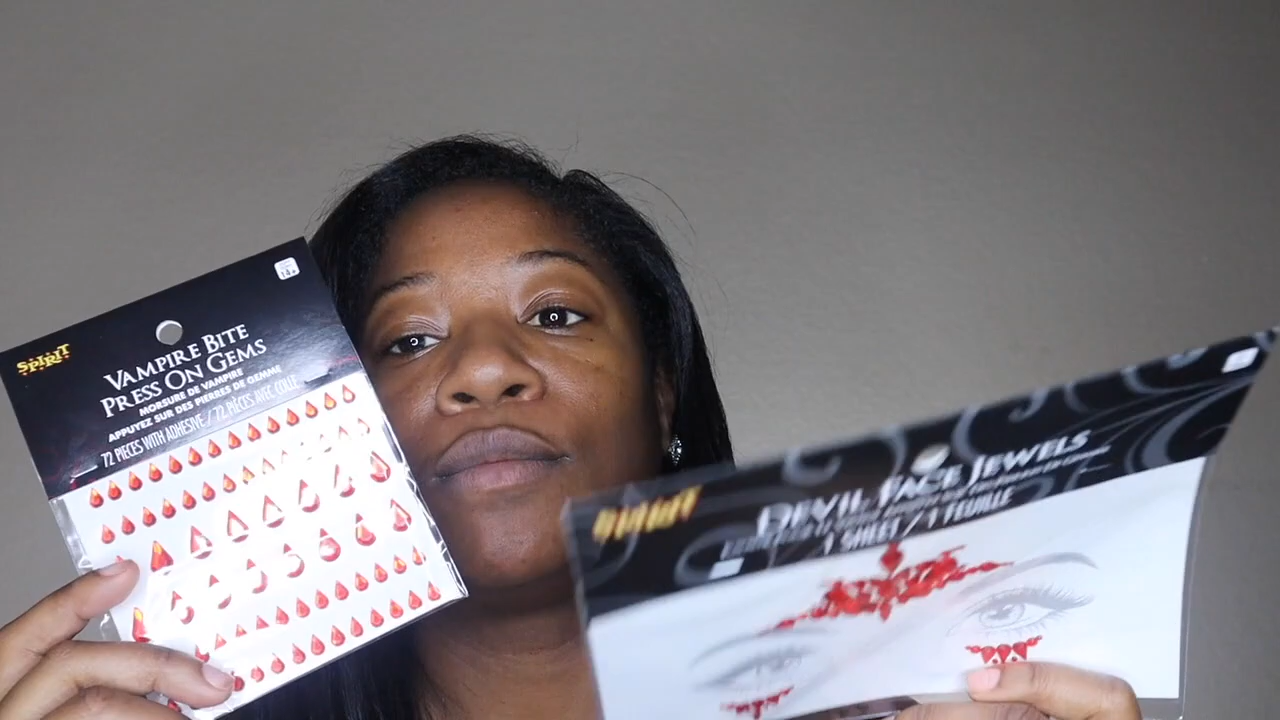 SPIRIT
14+
VAMPIRE BITE
PRESS ON GEMS
MORSURE DE VAMPIRE
APPUYEZ SUR DES PIERRES DE GEMME
72 PIECES WITH ADHESIVE / 72 PIÈCES AVEC COLLE
SPIRIT
DEVIL FACE JEWELS
1 SHEET / 1 FEUILLE